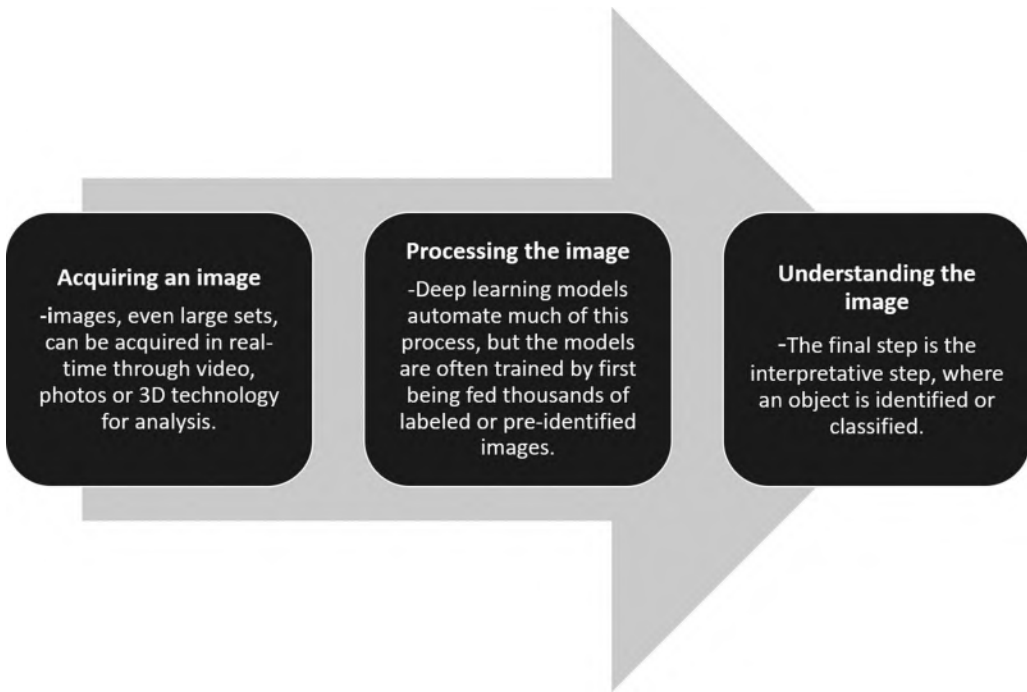 Acquiring an image
-images, even large sets,
can be acquired in real-
time through video,
photos or 3D technology
for analysis.
Processing the image
-Deep learning models
automate much of this
process, but the models
are often trained by first
being fed thousands of
labeled or pre-identified
images.
Understanding the
image
-The final step is the
interpretative step, where
an object is identified or
classified.